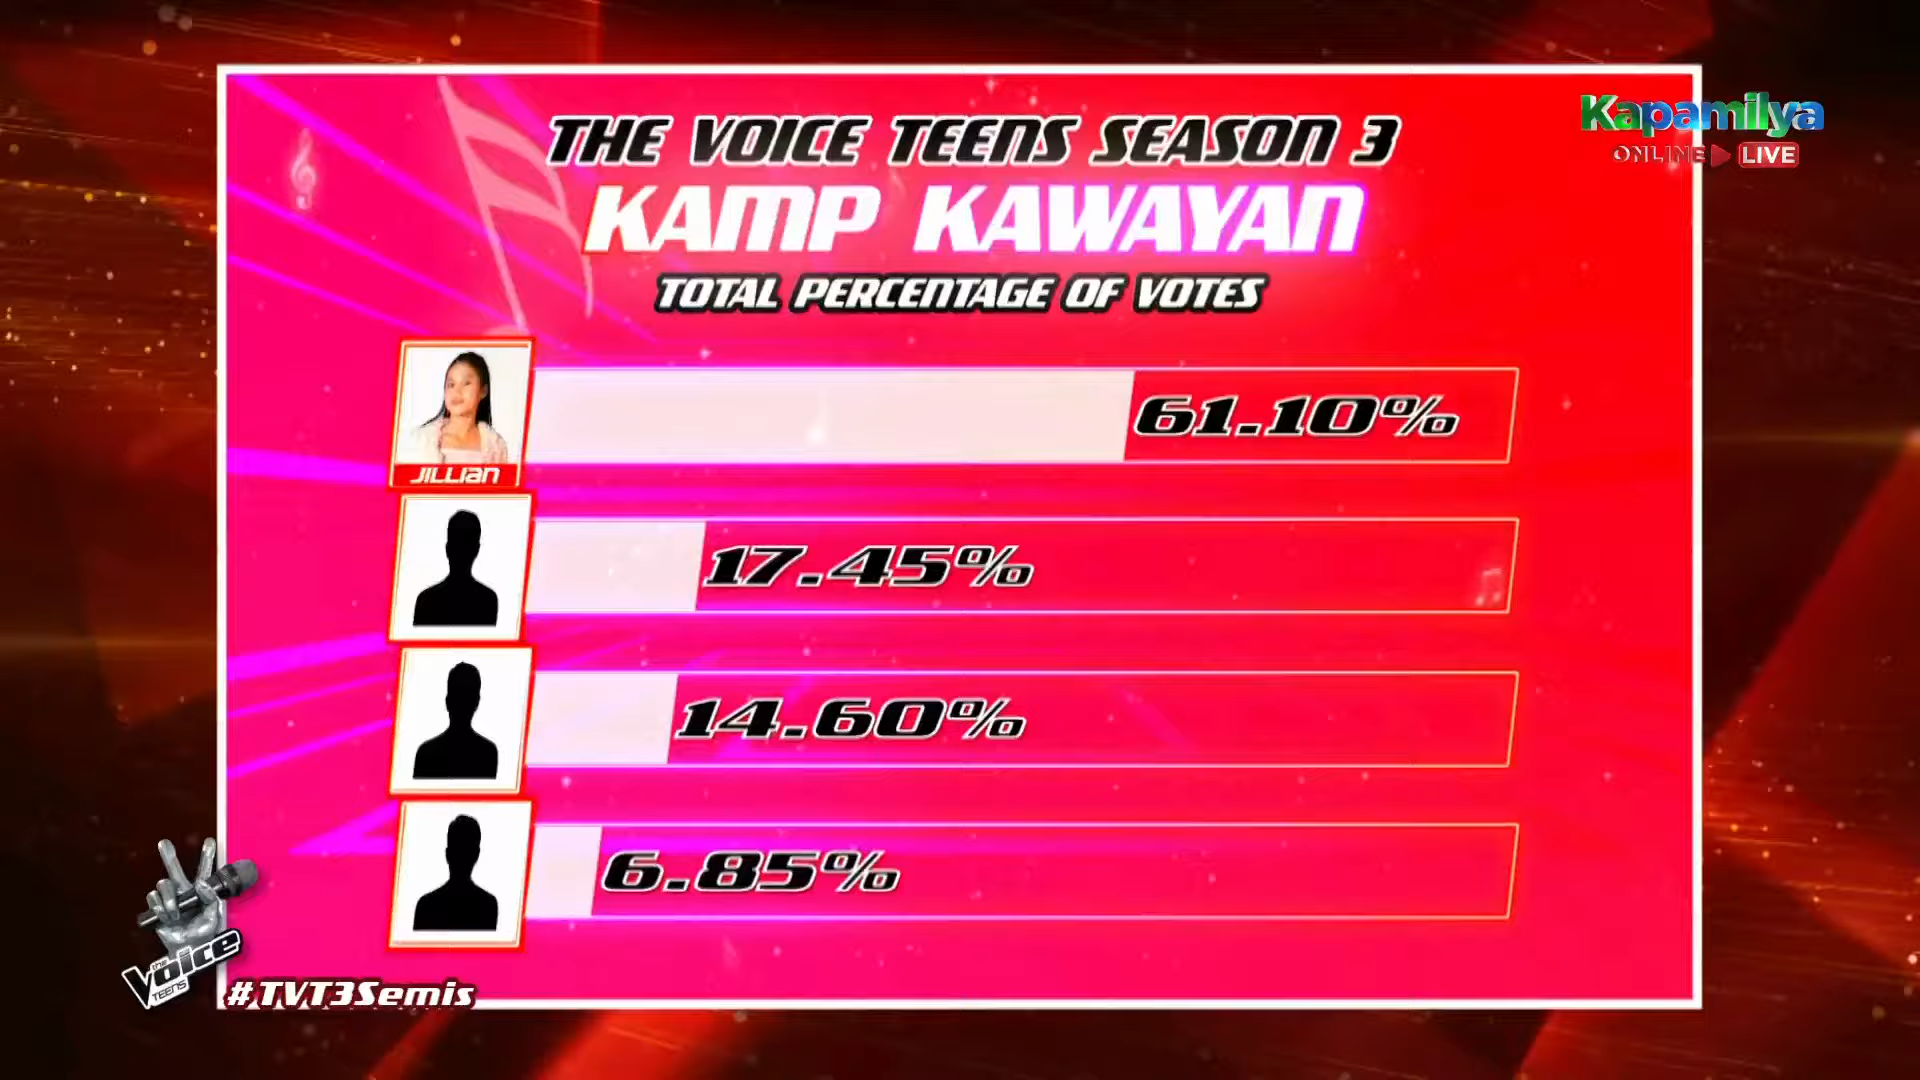 THE VOICE TEENS SEASON 3
Kapamilya
ONLINE LIVE
KAMP KAWAYAN
TOTAL PERCENTAGE OF VOTES
61.10%
JILLIAN
17.45%
14.60%
6.85%
the Voice
TEENS
#TVT3Semis